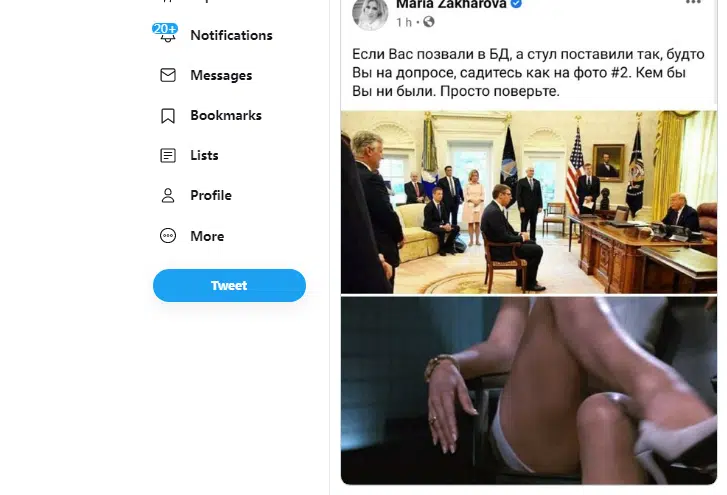 20+
Notifications
Messages
Bookmarks
Lists
Profile
More
Tweet
Maria Zakharova
1 h
Если Вас позвали в БД, а стул поставили так, будто
Вы на допросе, садитесь как на фото #2. Кем бы
Вы ни были. Просто поверьте.